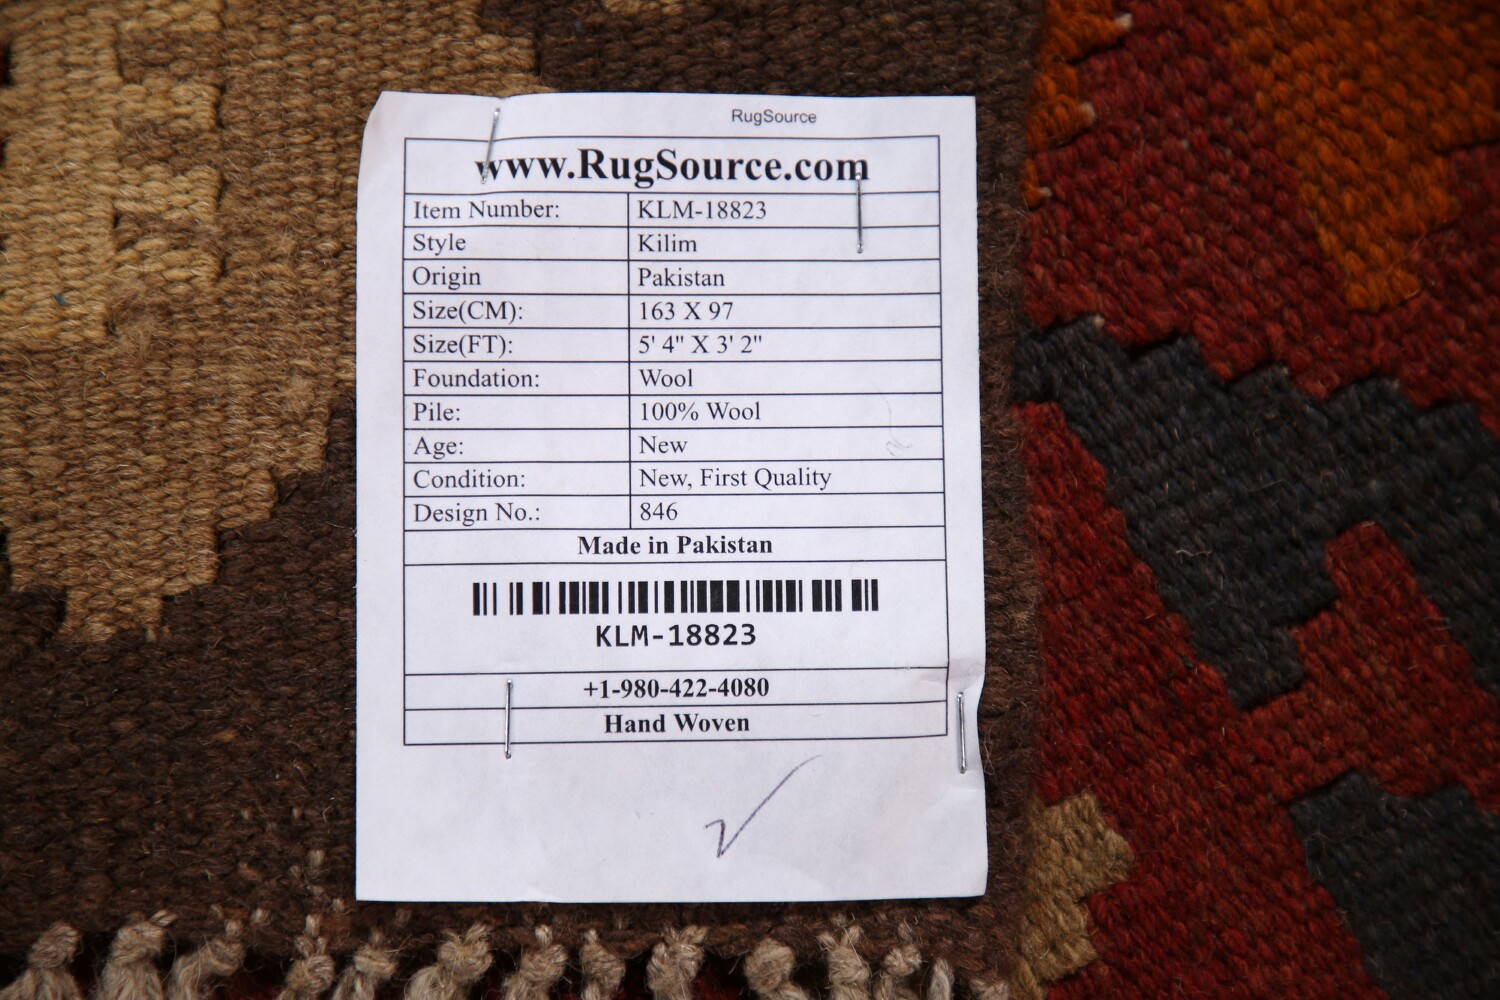 RugSource
www.RugSource.com
Item Number: KLM-18823
Style Kilim
Origin Pakistan
Size(CM): 163 X 97
Size(FT): 5' 4" X 3' 2"
Foundation: Wool
Pile: 100% Wool
Age: New
Condition: New, First Quality
Design No.: 846
Made in Pakistan
KLM-18823
+1-980-422-4080
Hand Woven